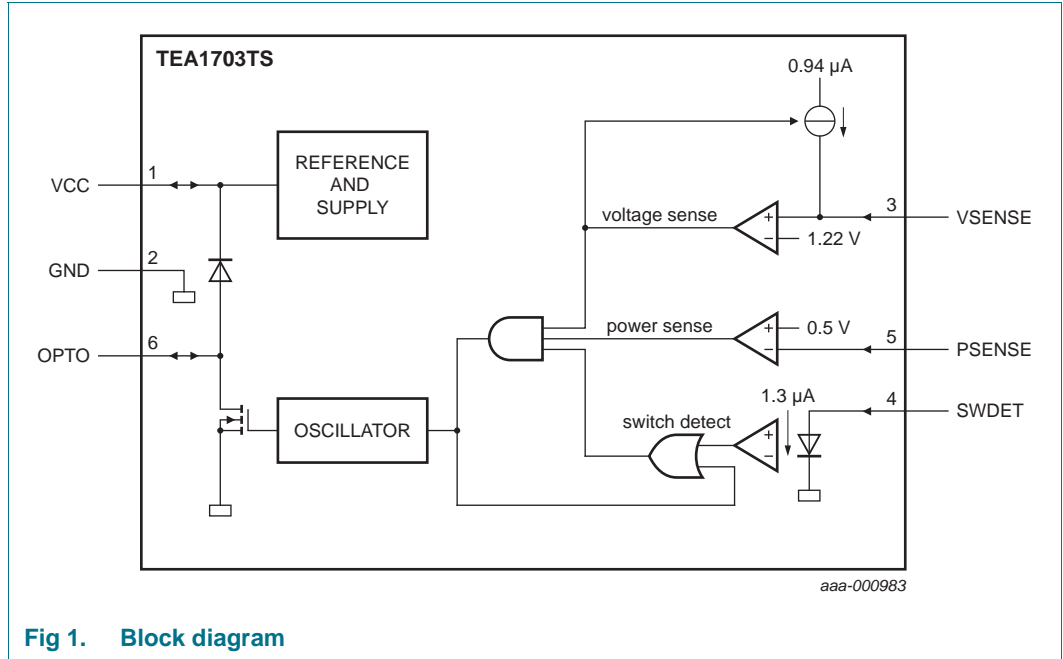 TEA1703TS
0.94 µA
REFERENCE
AND
SUPPLY
VCC
1
voltage sense
+
−
1.22 V
3
VSENSE
GND
2
OPTO
6
power sense
+
−
0.5 V
5
PSENSE
1.3 µA
4
SWDET
OSCILLATOR
switch detect
+
−
aaa-000983
Fig 1. Block diagram